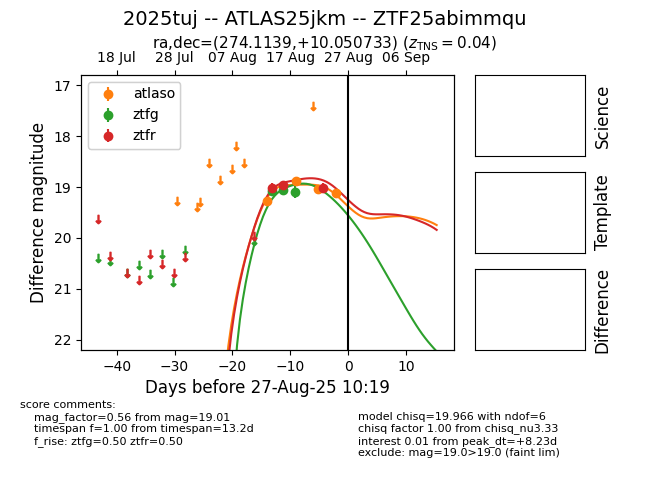 2025tuj -- ATLAS25jkm -- ZTF25abimmqu
ra,dec=(274.1139,+10.050733) (z_TNS = 0.04)
18 Jul 28 Jul 07 Aug 17 Aug 27 Aug 06 Sep
atlaso
ztfg
ztfr
17
18
19
20
21
22
Difference magnitude
−40 −30 −20 −10 0 10
Days before 27-Aug-25 10:19
Science
Template
Difference
score comments:
mag_factor=0.56 from mag=19.01
timespan f=1.00 from timespan=13.2d
f_rise: ztfg=0.50 ztfr=0.50
model chisq=19.966 with ndof=6
chisq factor 1.00 from chisq_nu3.33
interest 0.01 from peak_dt=+8.23d
exclude: mag=19.0>19.0 (faint lim)